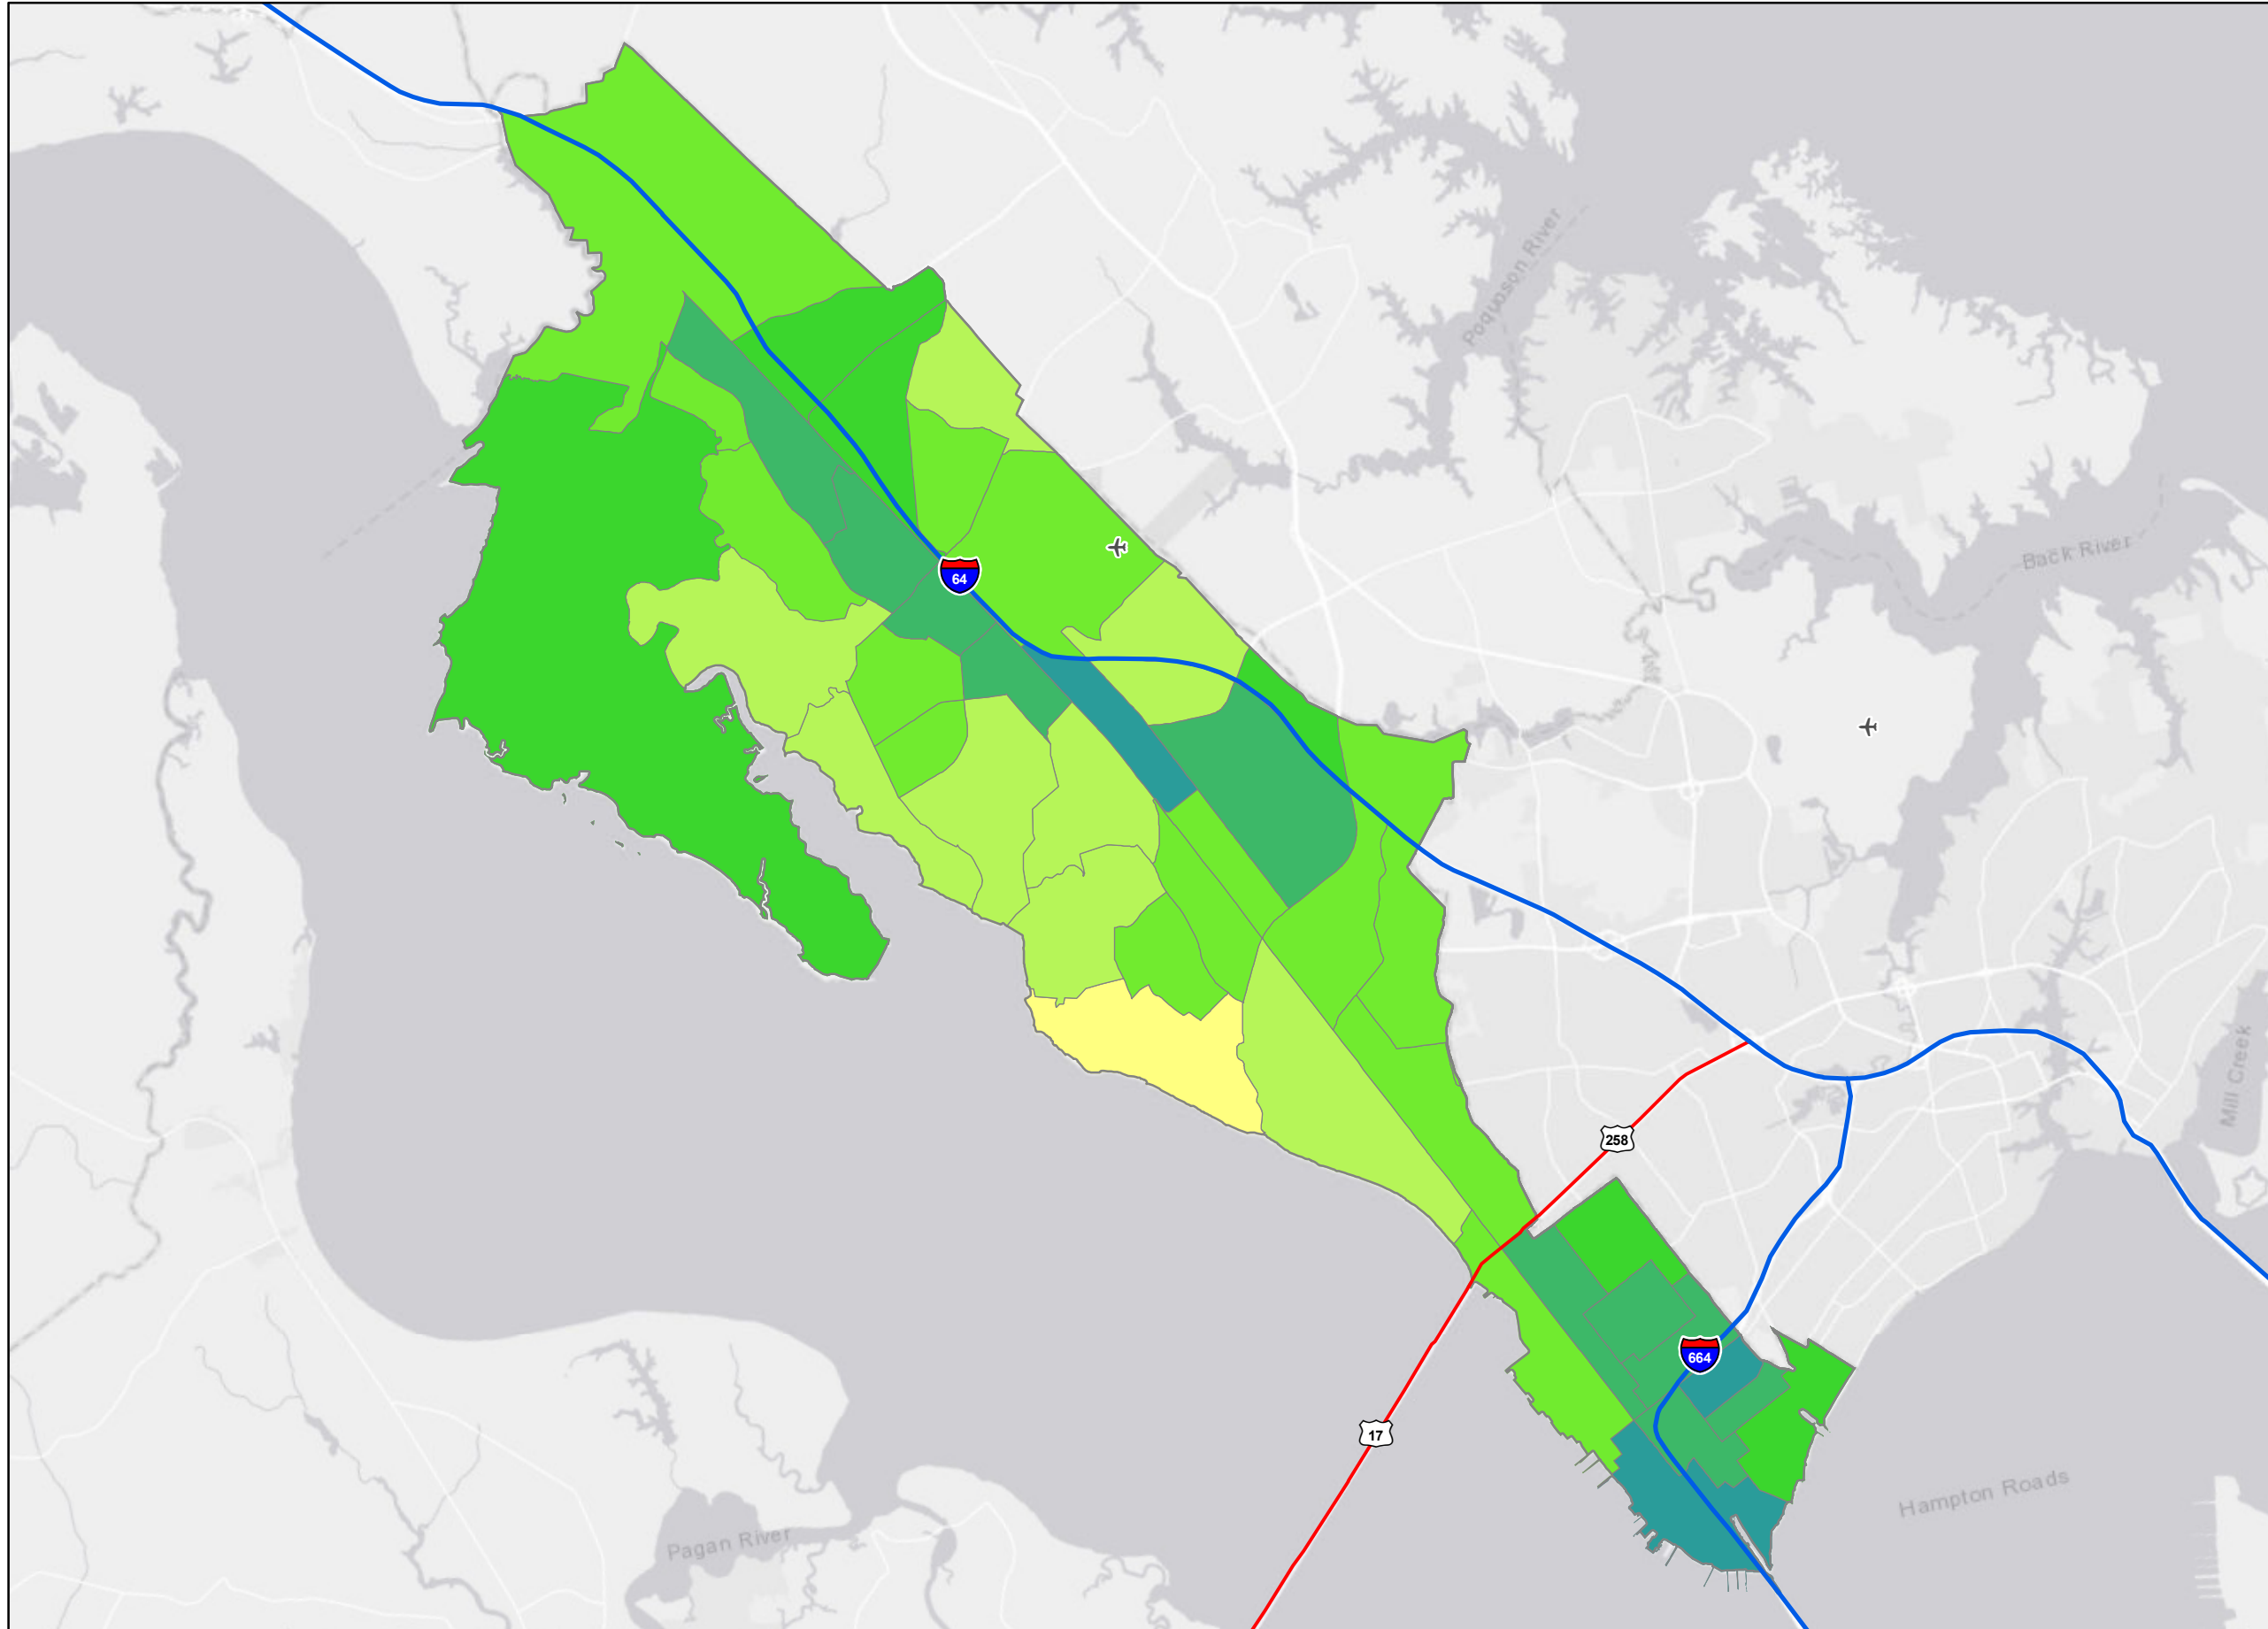 Poquoson River
Back River
64
Mill Creek
258
664
17
Hampton Roads
Pagan River